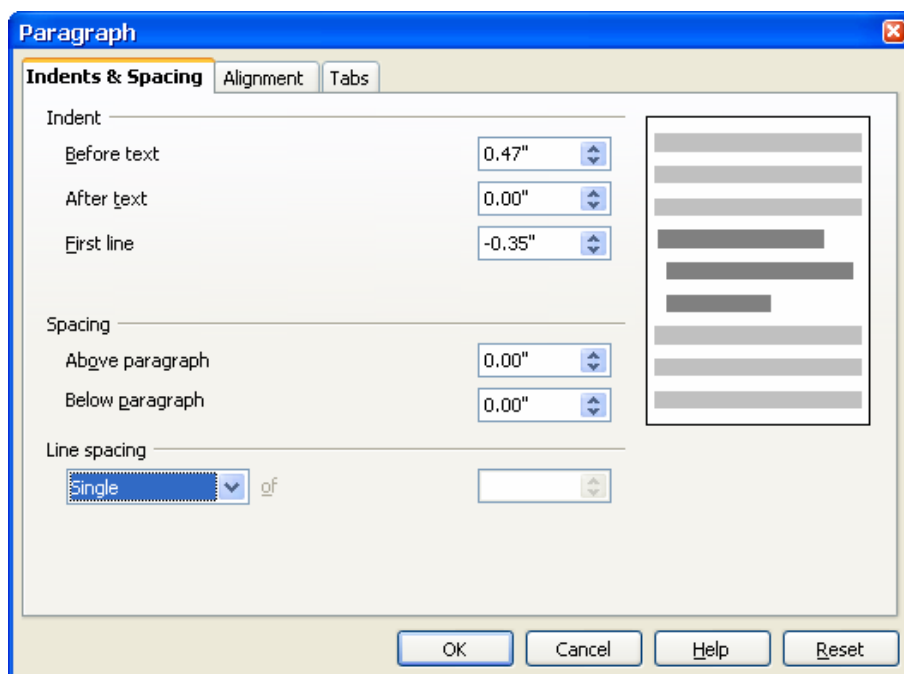 Paragraph
Indents & Spacing Alignment Tabs
Indent
Before text 0.47"
After text 0.00"
First line -0.35"
Spacing
Above paragraph 0.00"
Below paragraph 0.00"
Line spacing
Single of
OK Cancel Help Reset